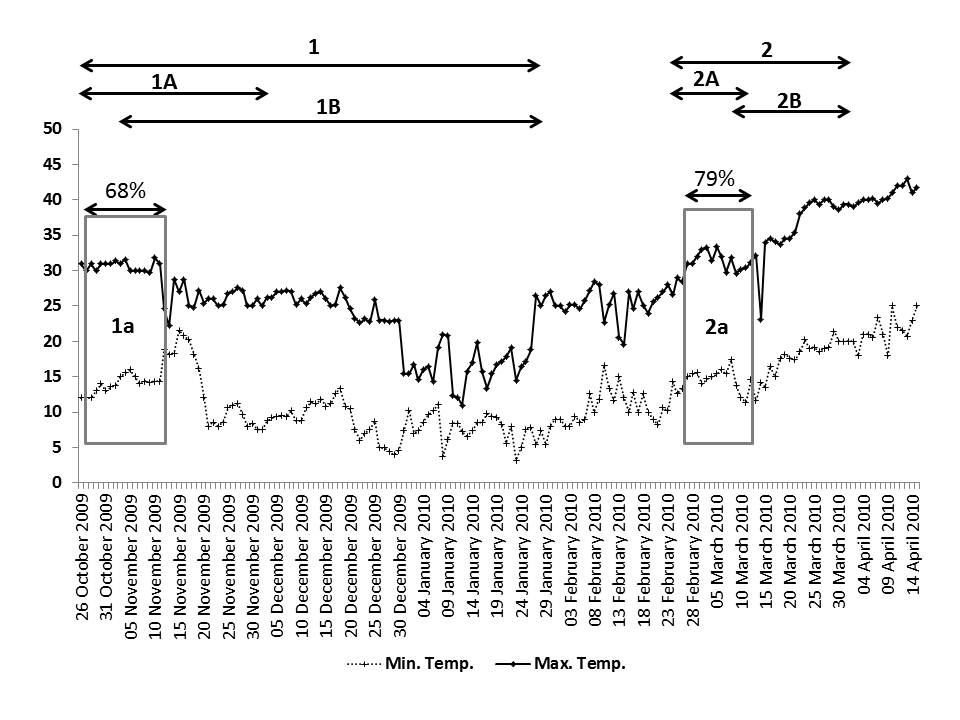 1
2
1A
2A
1B
2B
50
45
40
35
30
25
20
15
10
5
0
68%
79%
1a
2a
26 October 2009
31 October 2009
05 November 2009
10 November 2009
15 November 2009
20 November 2009
25 November 2009
30 November 2009
05 December 2009
10 December 2009
15 December 2009
20 December 2009
25 December 2009
30 December 2009
04 January 2010
09 January 2010
14 January 2010
19 January 2010
24 January 2010
29 January 2010
03 February 2010
08 February 2010
13 February 2010
18 February 2010
23 February 2010
28 February 2010
05 March 2010
10 March 2010
15 March 2010
20 March 2010
25 March 2010
30 March 2010
04 April 2010
09 April 2010
14 April 2010
Min. Temp. Max. Temp.